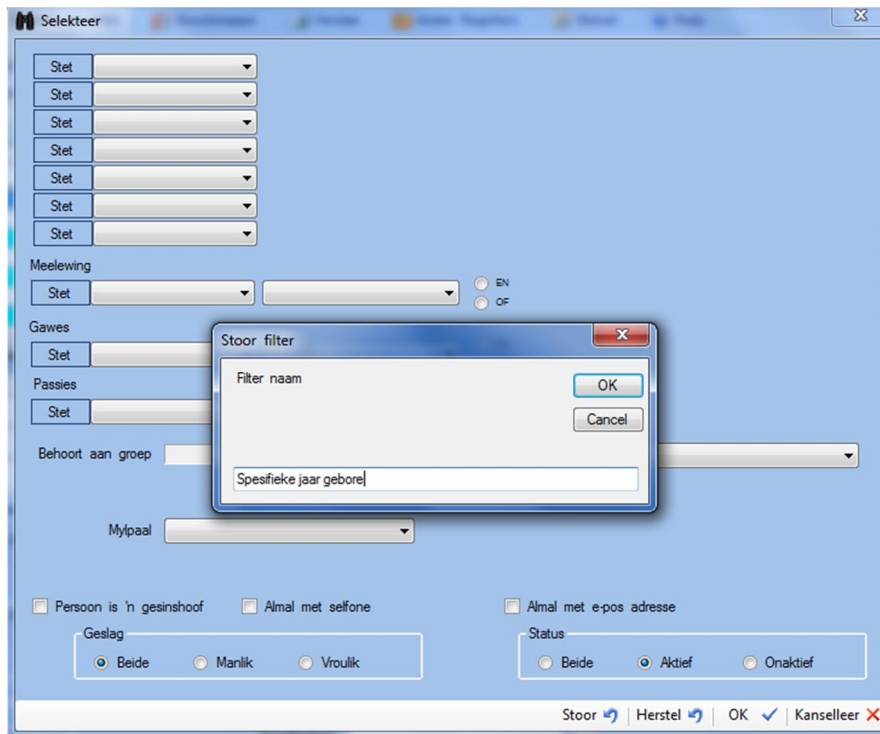 Selekteer
Stet
Stet
Stet
Stet
Stet
Stet
Stet
Meelewing
Stet
EN
OF
Gawes
Stet
Passies
Stet
Behoort aan groep
Stoor filter
Filter naam
OK
Cancel
Spesifieke jaar gebore
Mylpaal
Persoon is 'n gesinshoof Almal met selfone Almal met e-pos adresse
Geslag Status
Beide Manlik Vroulik Beide Aktief Onaktief
Stoor Herstel OK Kanselleer